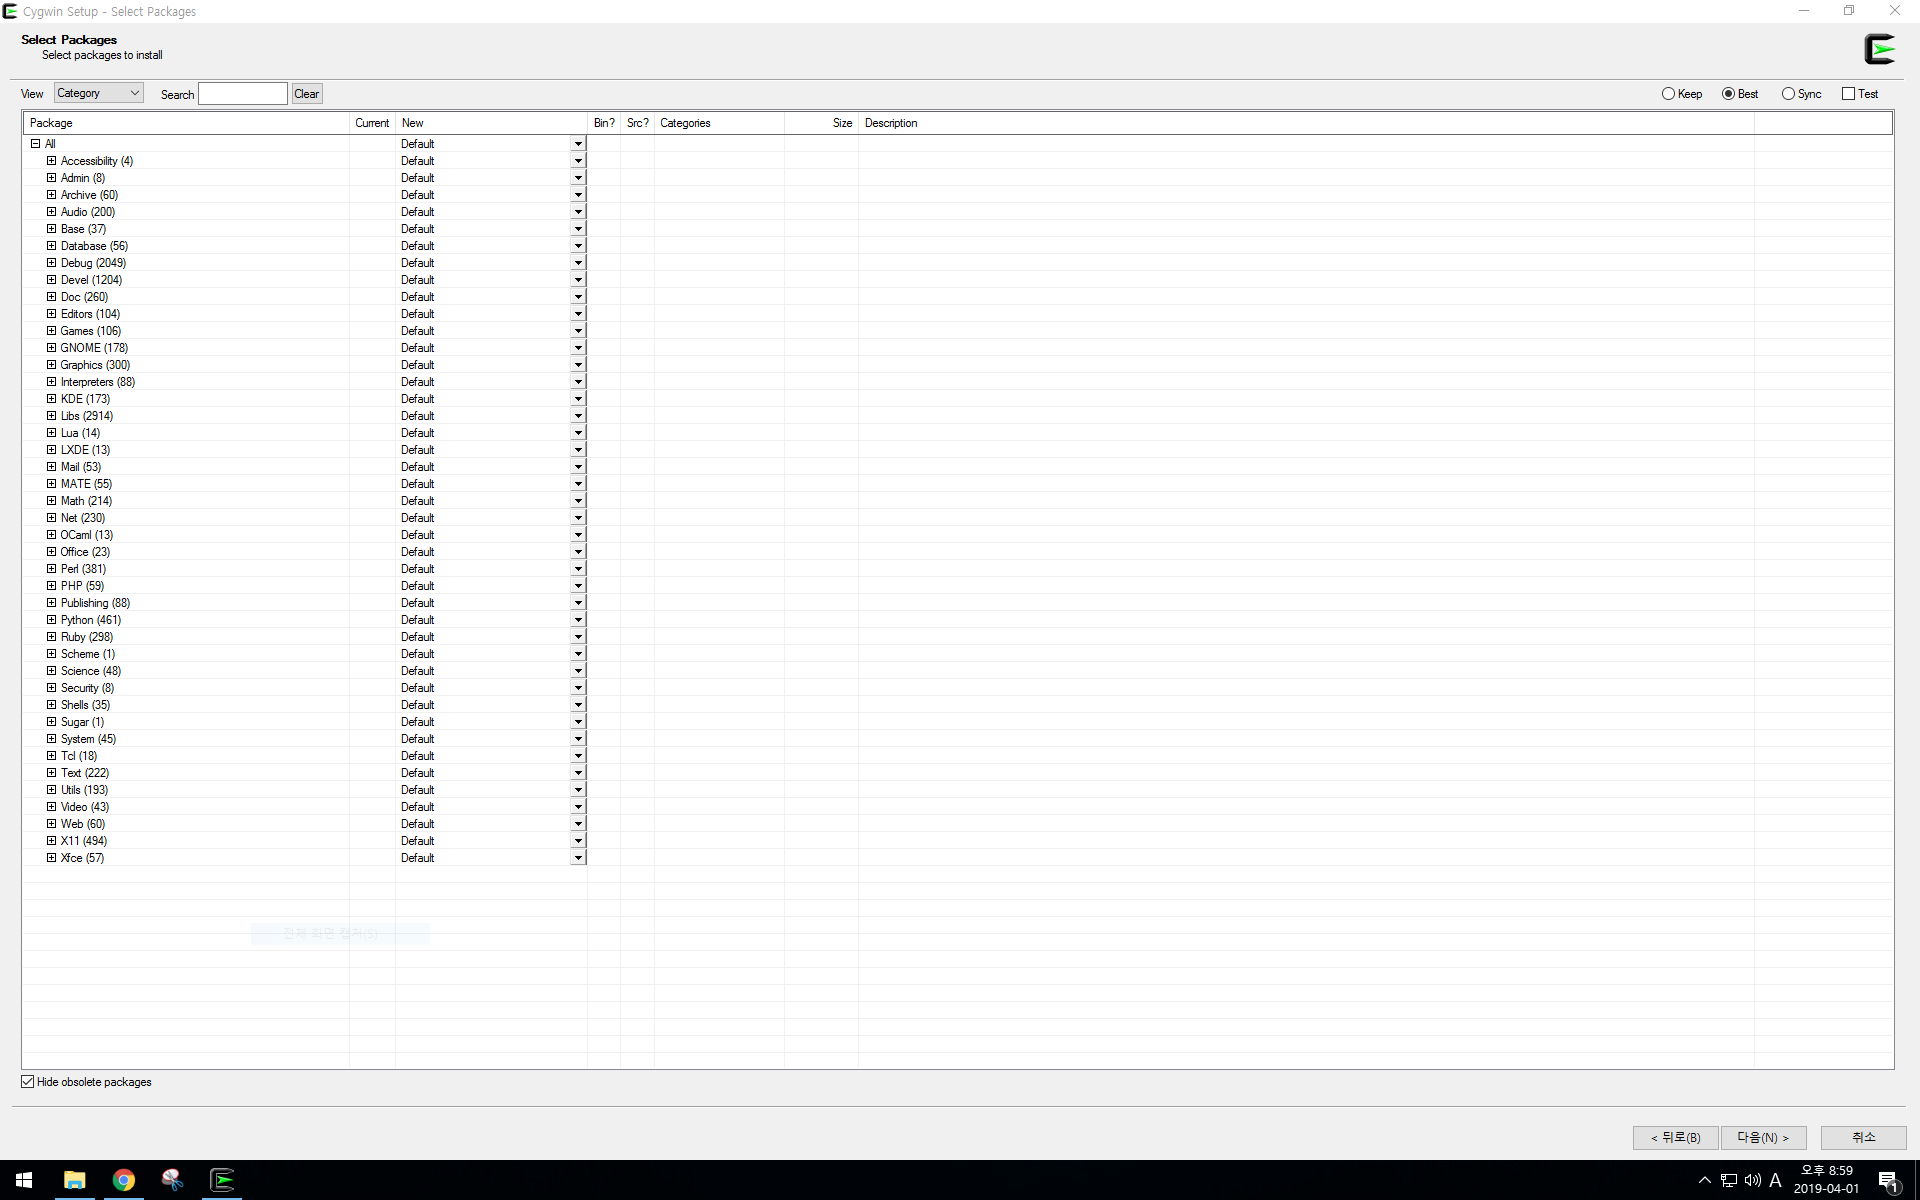 Cygwin Setup - Select Packages
Select Packages
Select packages to install
View Category Search Clear Keep Best Sync Test
Package Current New Bin? Src? Categories Size Description
All Default
Accessibility (4) Default
Admin (8) Default
Archive (60) Default
Audio (200) Default
Base (37) Default
Database (56) Default
Debug (2049) Default
Devel (1204) Default
Doc (260) Default
Editors (104) Default
Games (106) Default
GNOME (178) Default
Graphics (300) Default
Interpreters (88) Default
KDE (173) Default
Libs (2914) Default
Lua (14) Default
LXDE (13) Default
Mail (53) Default
MATE (55) Default
Math (214) Default
Net (230) Default
OCaml (13) Default
Office (23) Default
Perl (381) Default
PHP (59) Default
Publishing (88) Default
Python (461) Default
Ruby (298) Default
Scheme (1) Default
Science (48) Default
Security (8) Default
Shells (35) Default
Sugar (1) Default
System (45) Default
Tcl (18) Default
Text (222) Default
Utils (193) Default
Video (43) Default
Web (60) Default
X11 (494) Default
Xfce (57) Default
전체 화면 캡처(S)
Hide obsolete packages
< 뒤로(B) 다음(N) > 취소
A 오후 8:59
2019-04-01 1